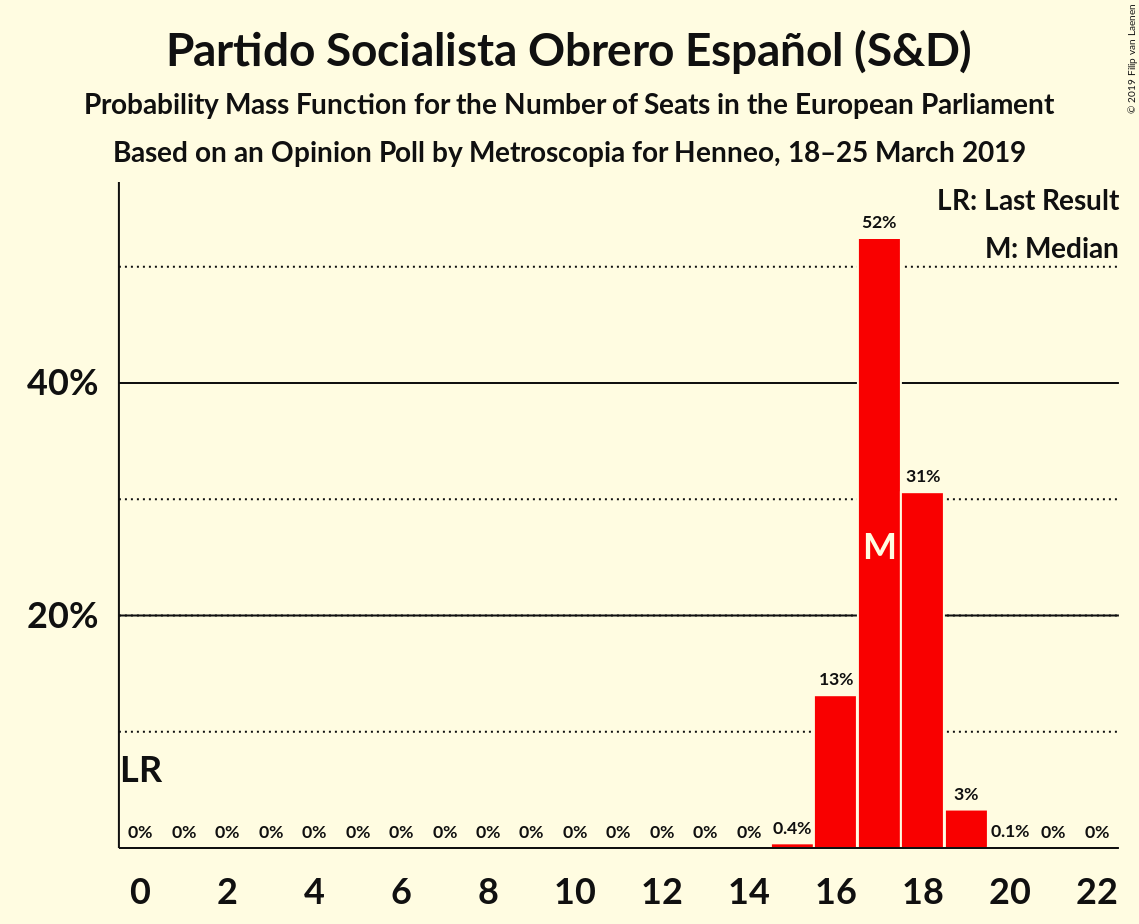 Partido Socialista Obrero Español (S&D)
Probability Mass Function for the Number of Seats in the European Parliament
Based on an Opinion Poll by Metroscopia for Henneo, 18–25 March 2019
© 2019 Filip van Laenen
LR: Last Result
M: Median
52%
40%
31%
M
20%
13%
LR
3%
0% 0% 0% 0% 0% 0% 0% 0% 0% 0% 0% 0% 0% 0% 0% 0.4% 0.1% 0% 0%
0 2 4 6 8 10 12 14 16 18 20 22